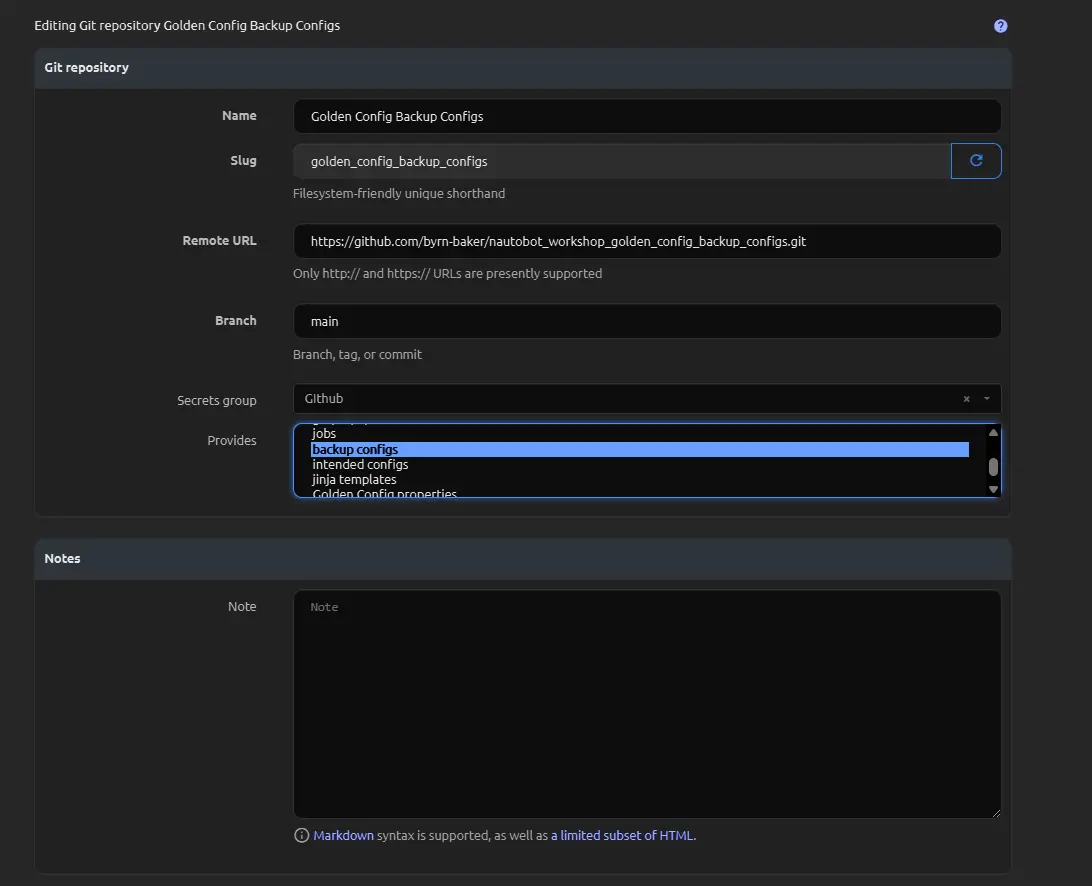 Editing Git repository Golden Config Backup Configs
?
Git repository
Name
Golden Config Backup Configs
Slug
golden_config_backup_configs
Filesystem-friendly unique shorthand
Remote URL
https://github.com/byrn-baker/nautobot_workshop_golden_config_backup_configs.git
Only http:// and https:// URLs are presently supported
Branch
main
Branch, tag, or commit
Secrets group
GIthub
Provides
jobs
backup configs
intended configs
jinja templates
Golden Config properties
Notes
Note
Note
Markdown syntax is supported, as well as a limited subset of HTML.